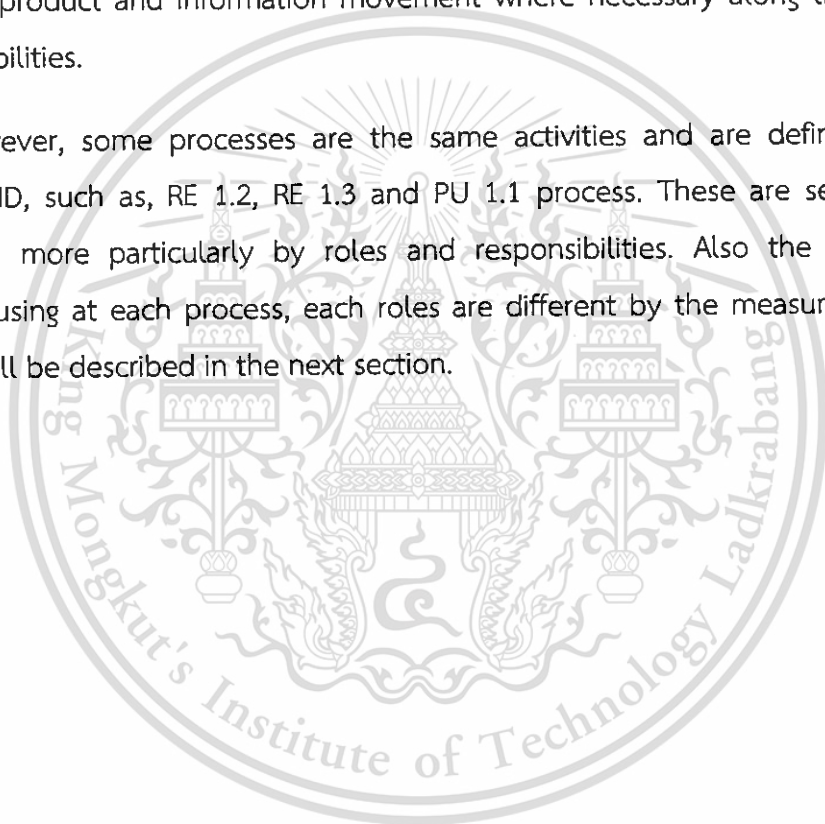 product and information movement where necessary along
bilities.
ever, some processes are the same activities and are defin
ID, such as, RE 1.2, RE 1.3 and PU 1.1 process. These are se
more particularly by roles and responsibilities. Also the
using at each process, each roles are different by the measur
ll be described in the next section.
King Mongkut's Institute of Technology Ladkrabang